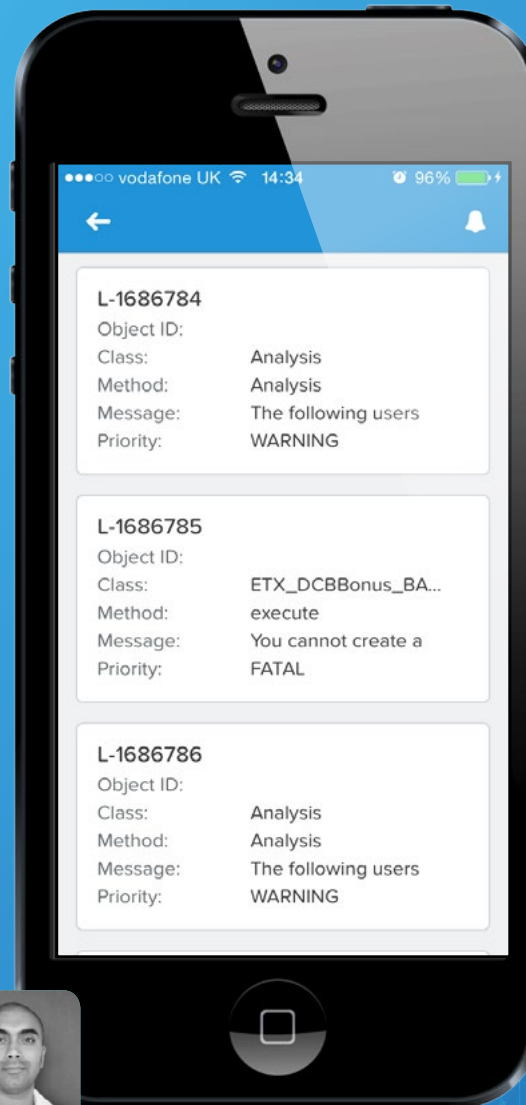 vodafone UK 14:34 96%
L-1686784
Object ID:
Class: Analysis
Method: Analysis
Message: The following users
Priority: WARNING
L-1686785
Object ID:
Class: ETX_DCBBonus_BA...
Method: execute
Message: You cannot create a
Priority: FATAL
L-1686786
Object ID:
Class: Analysis
Method: Analysis
Message: The following users
Priority: WARNING